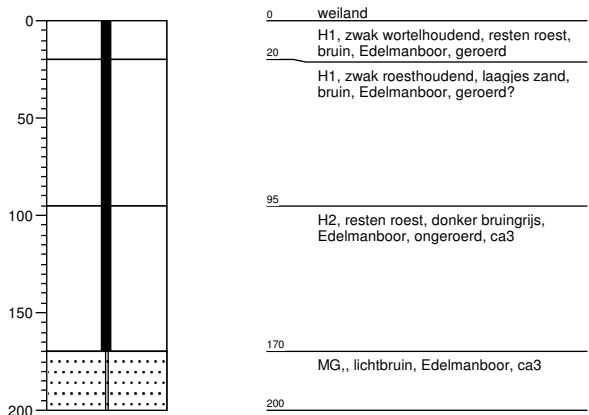 0
50
100
150
200
0 weiland
H1, zwak wortelhoudend, resten roest,
bruin, Edelmanboor, geroerd
20
H1, zwak roesthoudend, laagjes zand,
bruin, Edelmanboor, geroerd?
95
H2, resten roest, donker bruingrijs,
Edelmanboor, ongeroerd, ca3
170
MG,, lichtbruin, Edelmanboor, ca3
200